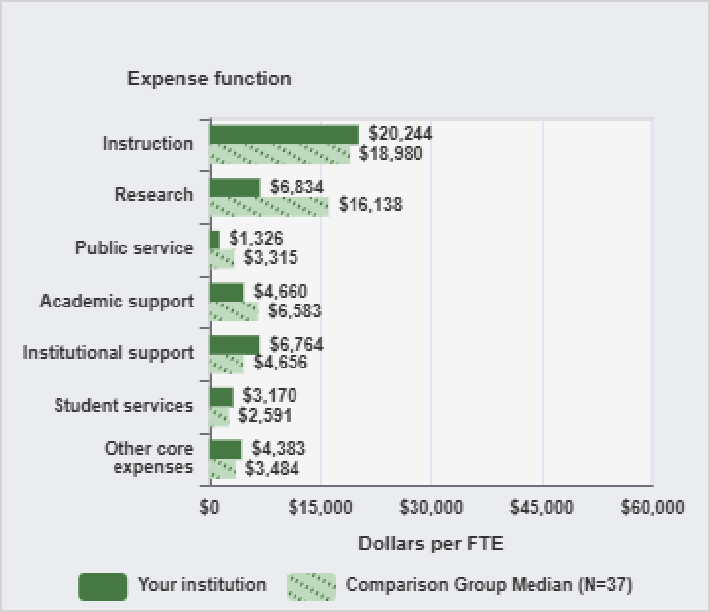 Expense function
Instruction
$20,244
$18,980
Research
$6,834
$16,138
Public service
$1,326
$3,315
Academic support
$4,660
$6,583
Institutional support
$6,764
$4,656
Student services
$3,170
$2,591
Other core
expenses
$4,383
$3,484
$0 $15,000 $30,000 $45,000 $60,000
Dollars per FTE
Your institution Comparison Group Median (N=37)